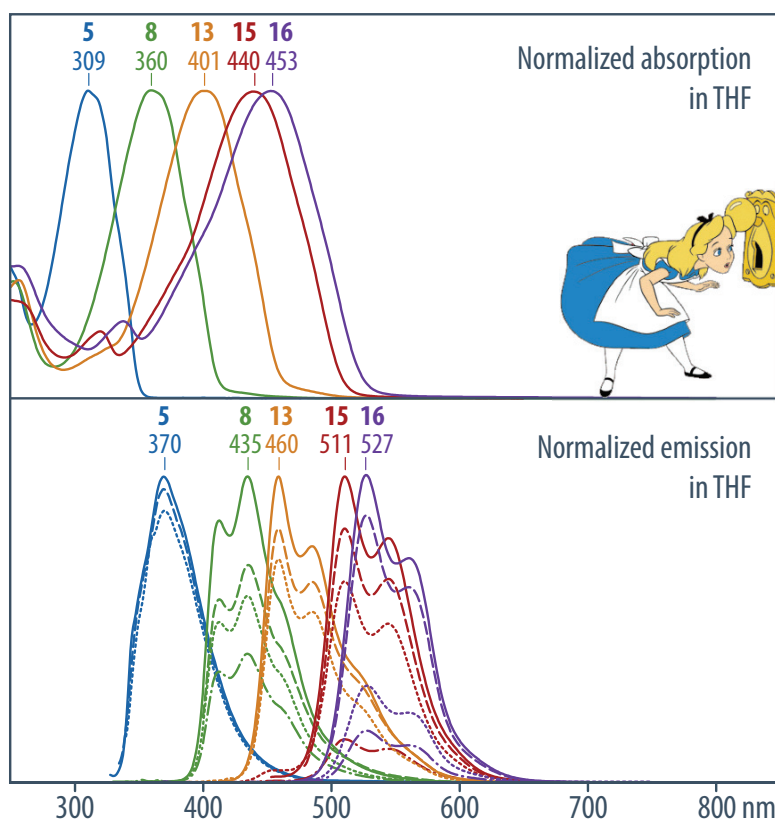 5 8 13 15 16
309 360 401 440 453
Normalized absorption
in THF
5 8 13 15 16
370 435 460 511 527
Normalized emission
in THF
300 400 500 600 700 800 nm